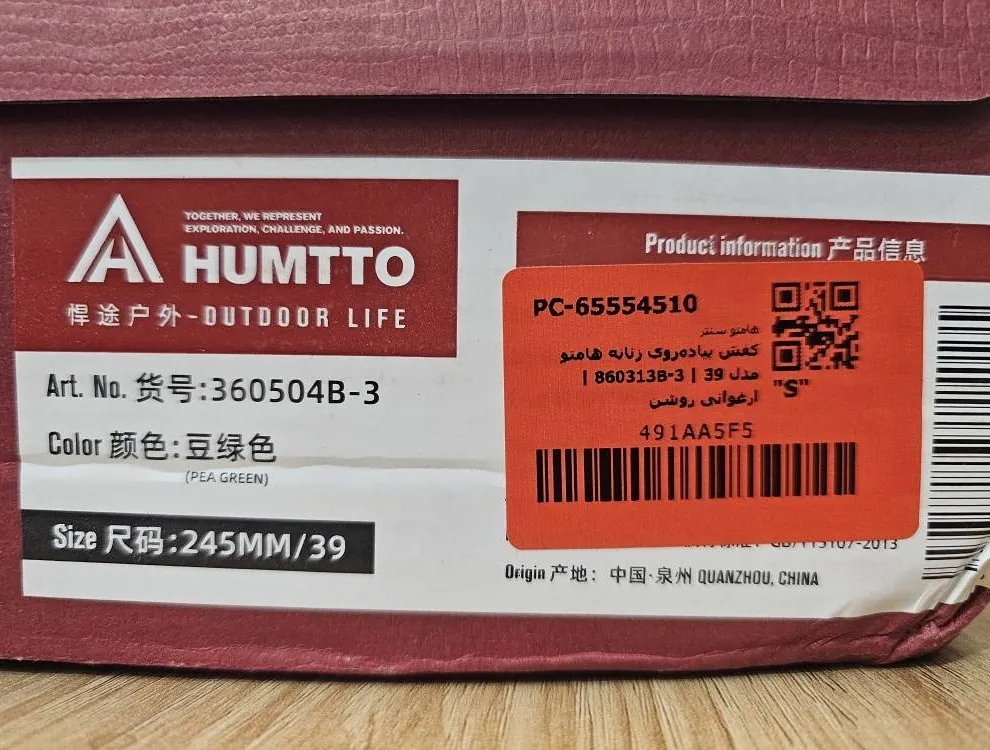 TOGETHER, WE REPRESENT
EXPLORATION, CHALLENGE, AND PASSION.
HUMTTO
悍途户外-OUTDOOR LIFE
Art. No. 货号:360504B-3
Color 颜色:豆绿色
(PEA GREEN)
Size 尺码:245MM/39
Product information 产品信息
PC-65554510
هامتو سنتر
کفش پیاده‌روی زنانه هامتو
مدل 39 | 860313B-3 |
ارغوانی روشن
"S"
491AA5F5
GB/T15107-2013
Origin 产地：中国·泉州 QUANZHOU, CHINA